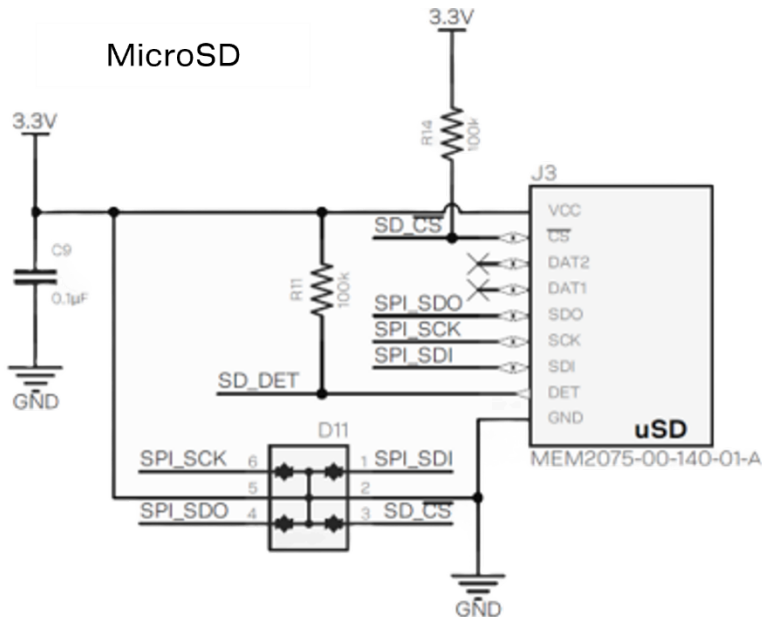 MicroSD
3.3V
3.3V
R14
100k
J3
VCC
SD_CS
CS
C9
0.1µF
R11
100k
DAT2
DAT1
SPI_SDO
SDO
SPI_SCK
SCK
SPI_SDI
SDI
SD_DET
DET
GND
GND
uSD
D11
MEM2075-00-140-01-A
SPI_SCK
6
1
SPI_SDI
5
2
SPI_SDO
4
3
SD_CS
GND